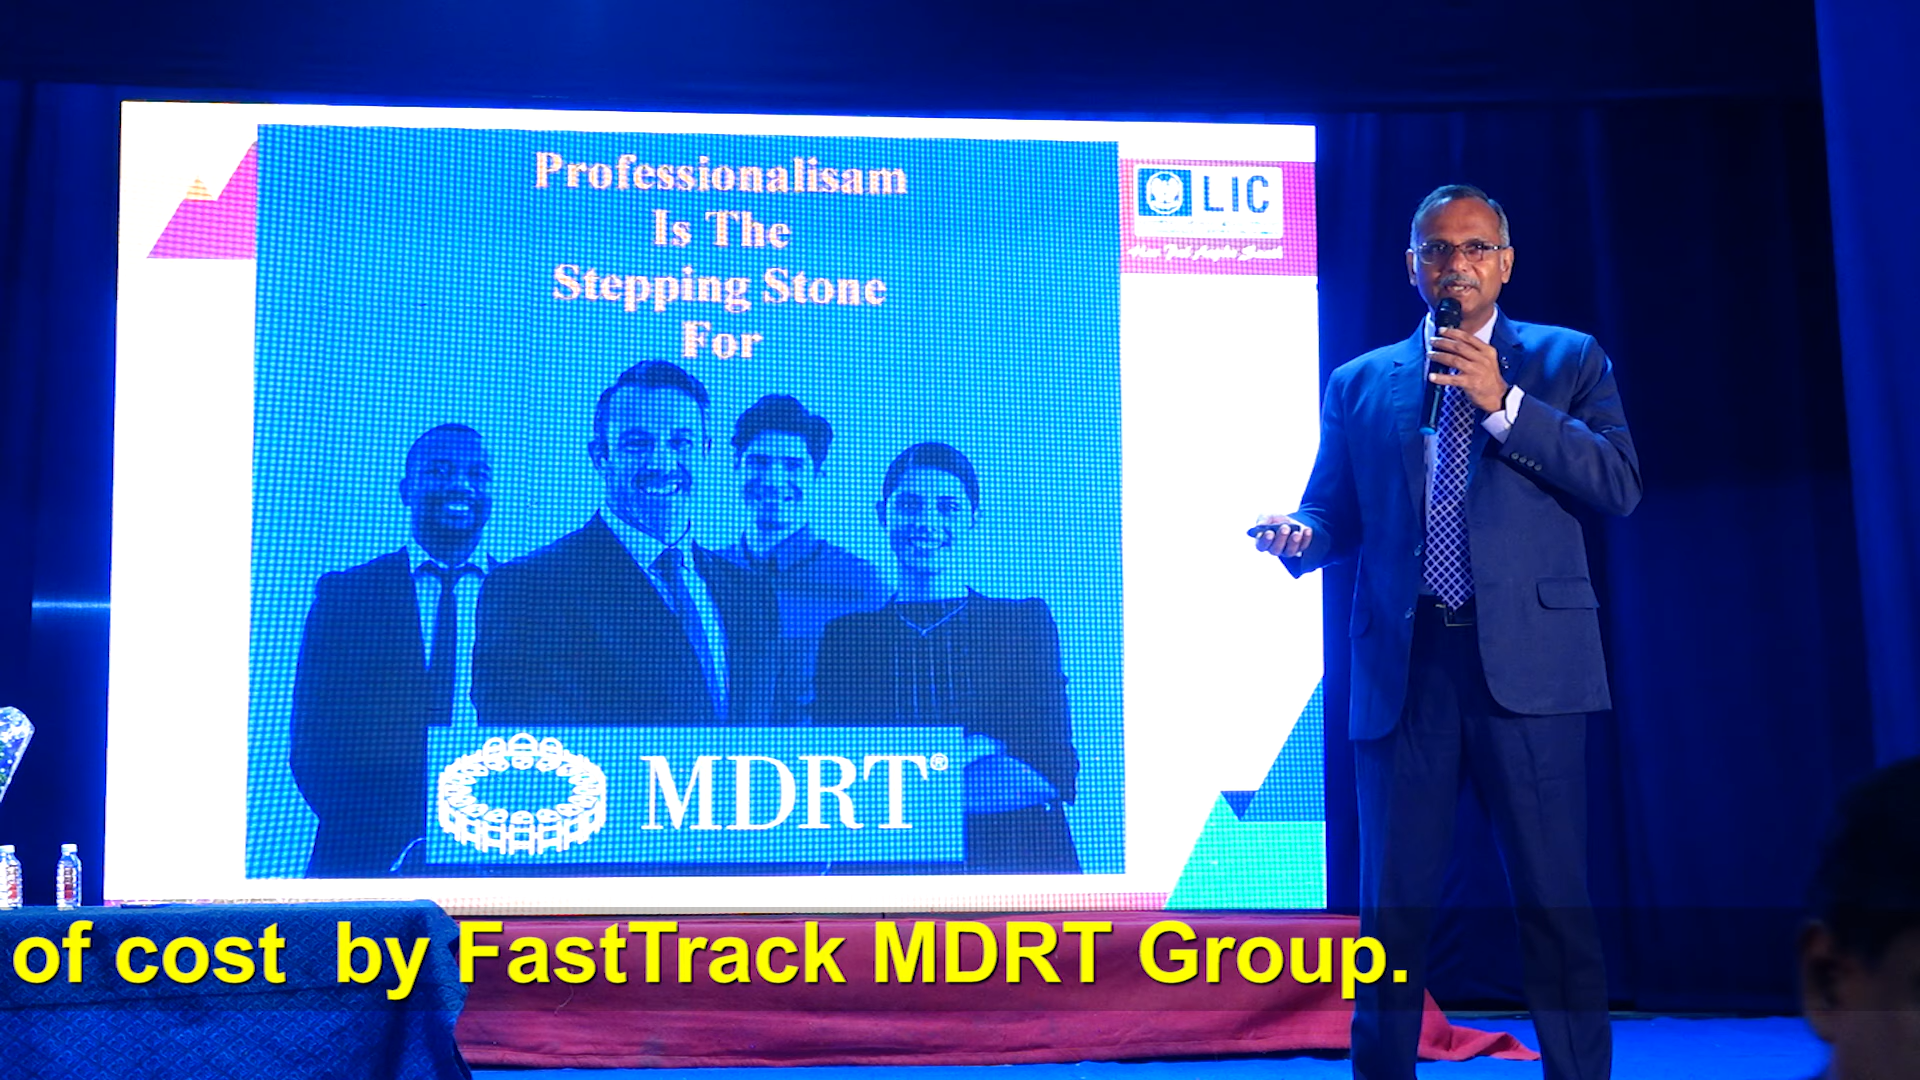 Professionalisam
Is The
Stepping Stone
For
LIC
MDRT®
of cost by FastTrack MDRT Group.